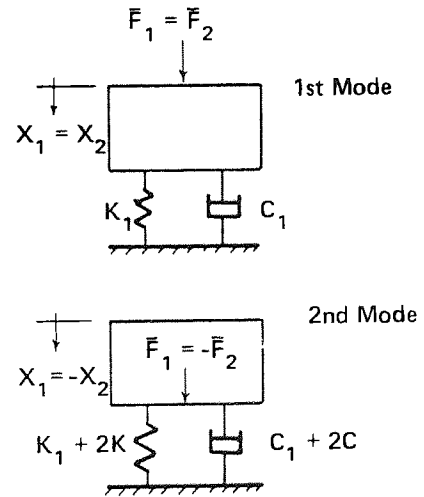 F̄₁ = F̄₂
1st Mode
X₁ = X₂
K₁
C₁
2nd Mode
F̄₁ = -F̄₂
X₁ = -X₂
K₁ + 2K
C₁ + 2C